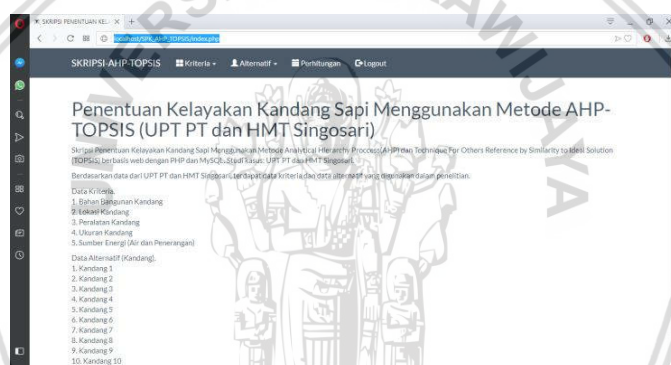 SKRIPSI PENENTUAN KEL
localhost/SPK_AHP_TOPSIS/index.php
SKRIPSI-AHP-TOPSIS Kriteria Alternatif Perhitungan Logout
Penentuan Kelayakan Kandang Sapi Menggunakan Metode AHP-
TOPSIS (UPT PT dan HMT Singosari)
Skripsi Penentuan Kelayakan Kandang Sapi Menggunakan Metode Analytical Hierarchi Proccess(AHP) dan Technique For Others Reference by Similarity to Ideal Solution
(TOPSIS) berbasis web dengan PHP dan MySQL. Studi kasus: UPT PT dan HMT Singosari.
Berdasarkan data dari UPT PT dan HMT Singosari, terdapat data kriteria dan data alternatif yang digunakan dalam penelitian.
Data Kriteria.
1. Bahan Bangunan Kandang
2. Lokasi Kandang
3. Peralatan Kandang
4. Ukuran Kandang
5. Sumber Energi (Air dan Penerangan)
Data Alternatif (Kandang).
1. Kandang 1
2. Kandang 2
3. Kandang 3
4. Kandang 4
5. Kandang 5
6. Kandang 6
7. Kandang 7
8. Kandang 8
9. Kandang 9
10. Kandang 10